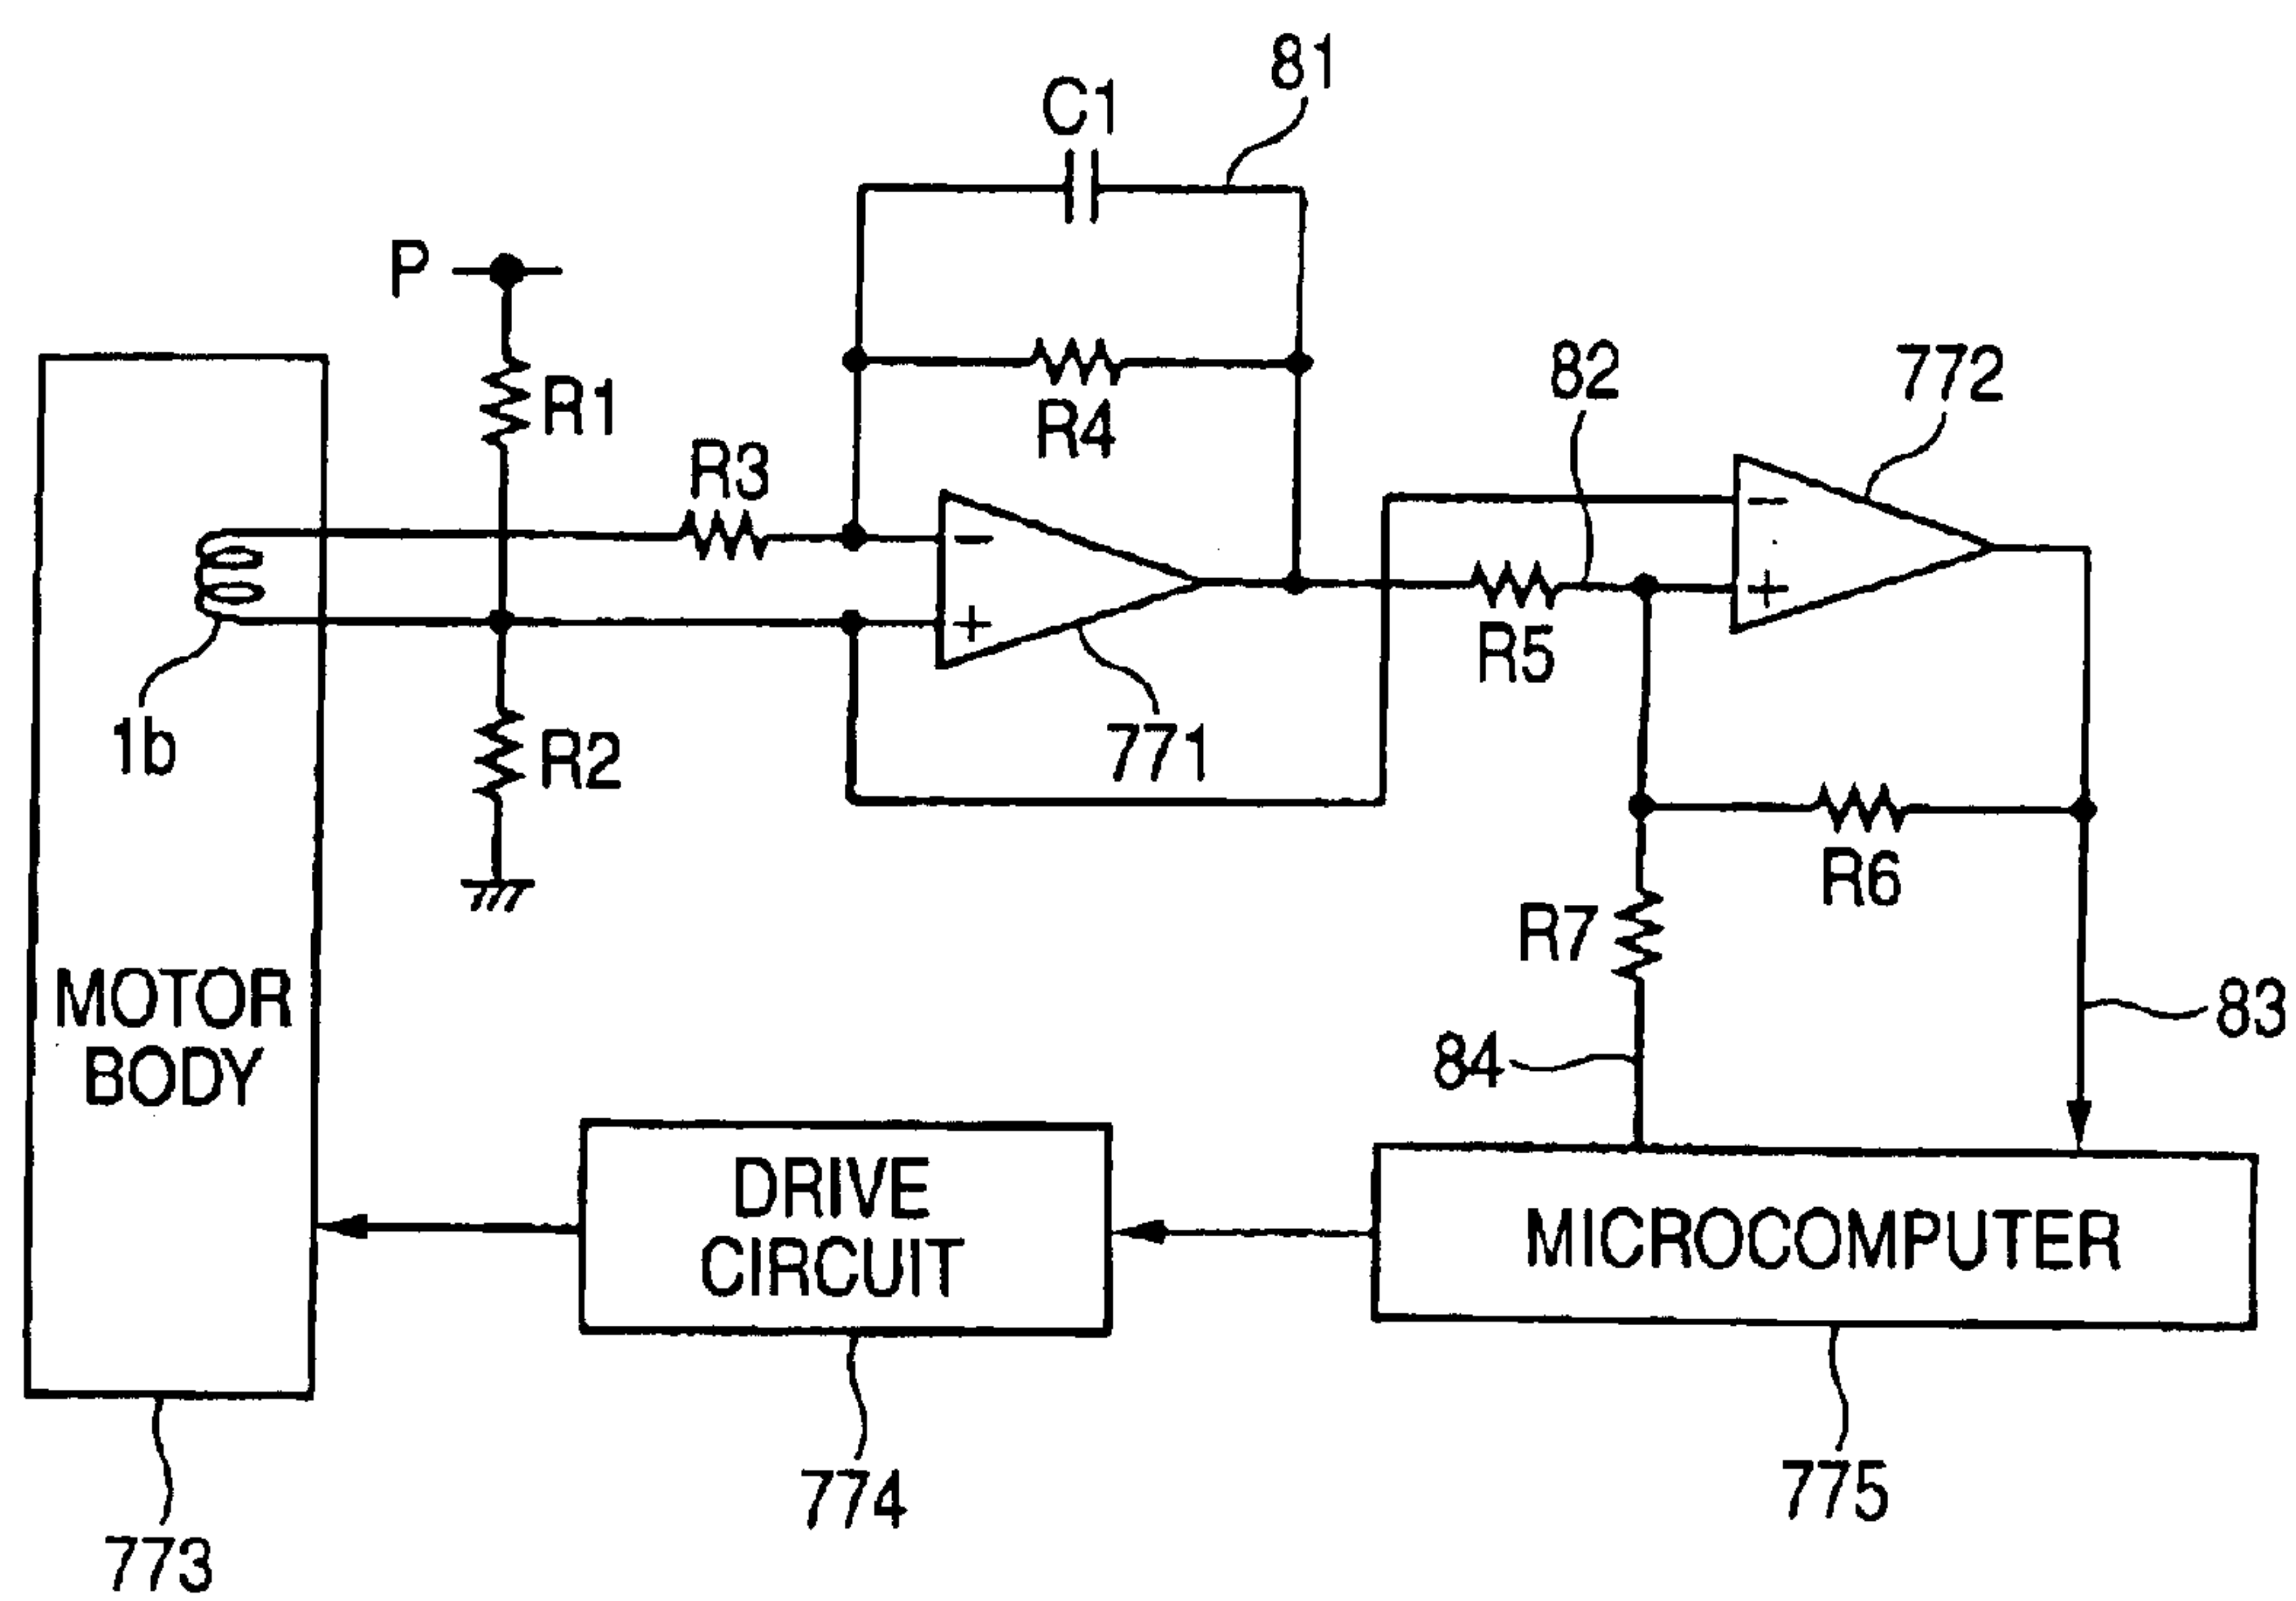 81
C1
P
R1
R4
82
772
R3
−
−
+
+
R5
1b
R2
771
R6
R7
MOTOR
BODY
83
84
DRIVE
CIRCUIT
MICROCOMPUTER
774
775
773